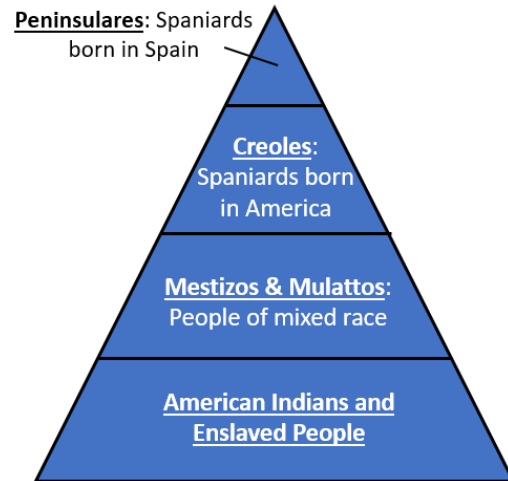 Peninsulares: Spaniards
born in Spain
Creoles:
Spaniards born
in America
Mestizos & Mulattos:
People of mixed race
American Indians and
Enslaved People